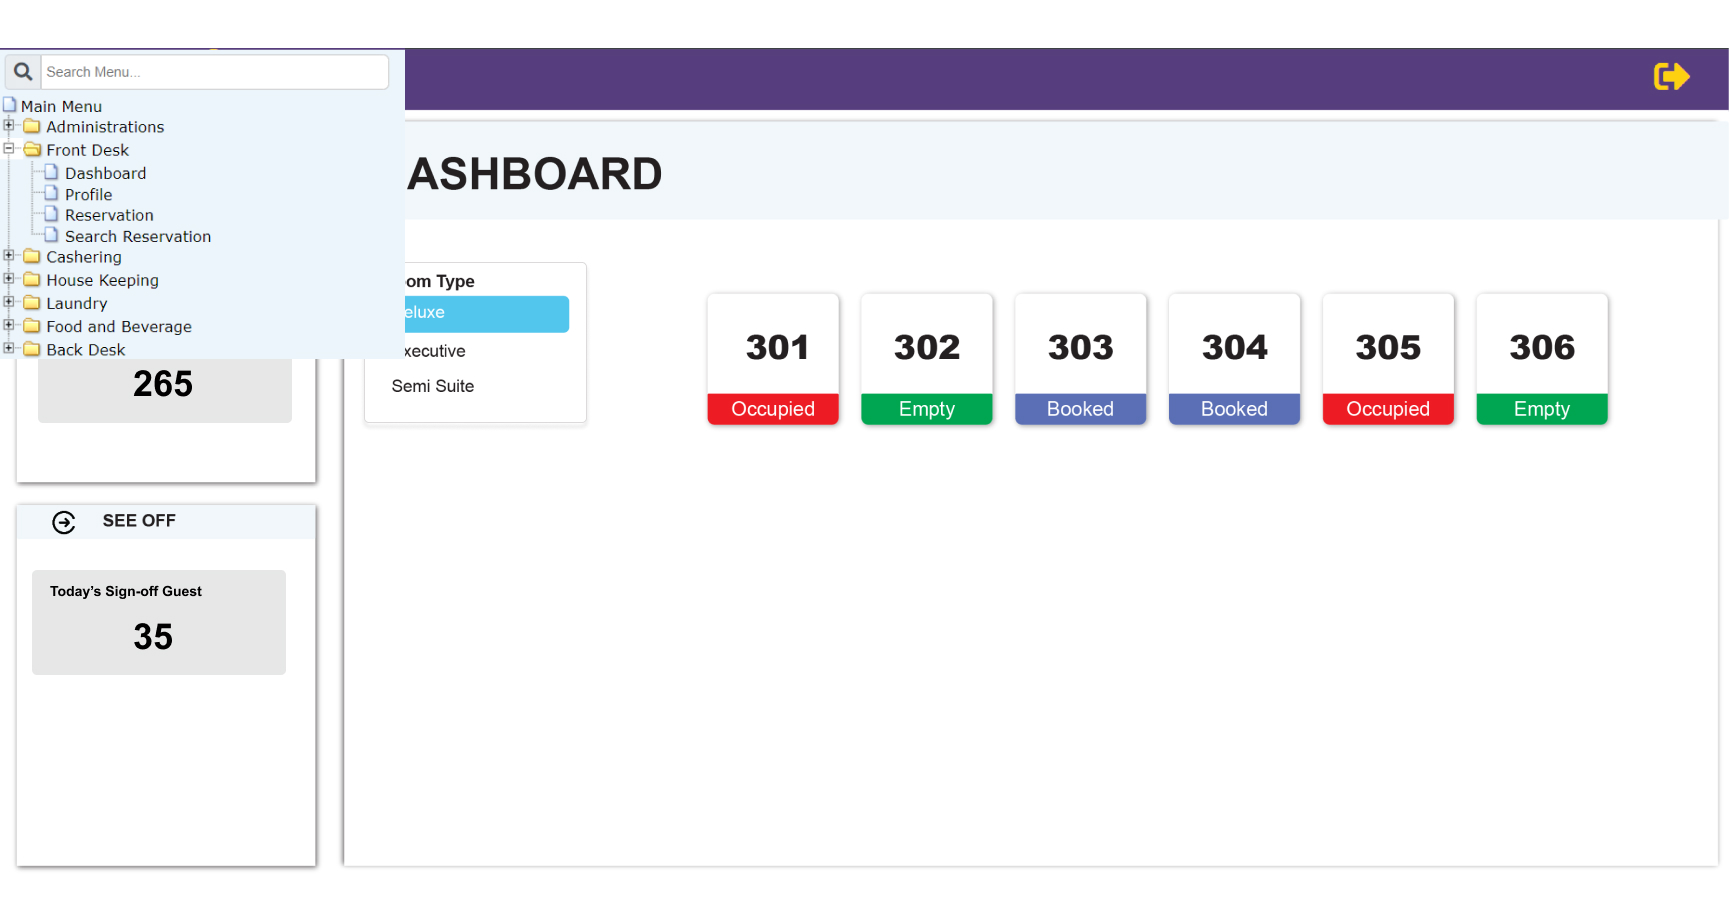 Search Menu...
Main Menu
Administrations
Front Desk
Dashboard
Profile
Reservation
Search Reservation
Cashering
House Keeping
Laundry
Food and Beverage
Back Desk
265
SEE OFF
Today's Sign-off Guest
35
ASHBOARD
om Type
eluxe
xecutive
Semi Suite
301
Occupied
302
Empty
303
Booked
304
Booked
305
Occupied
306
Empty